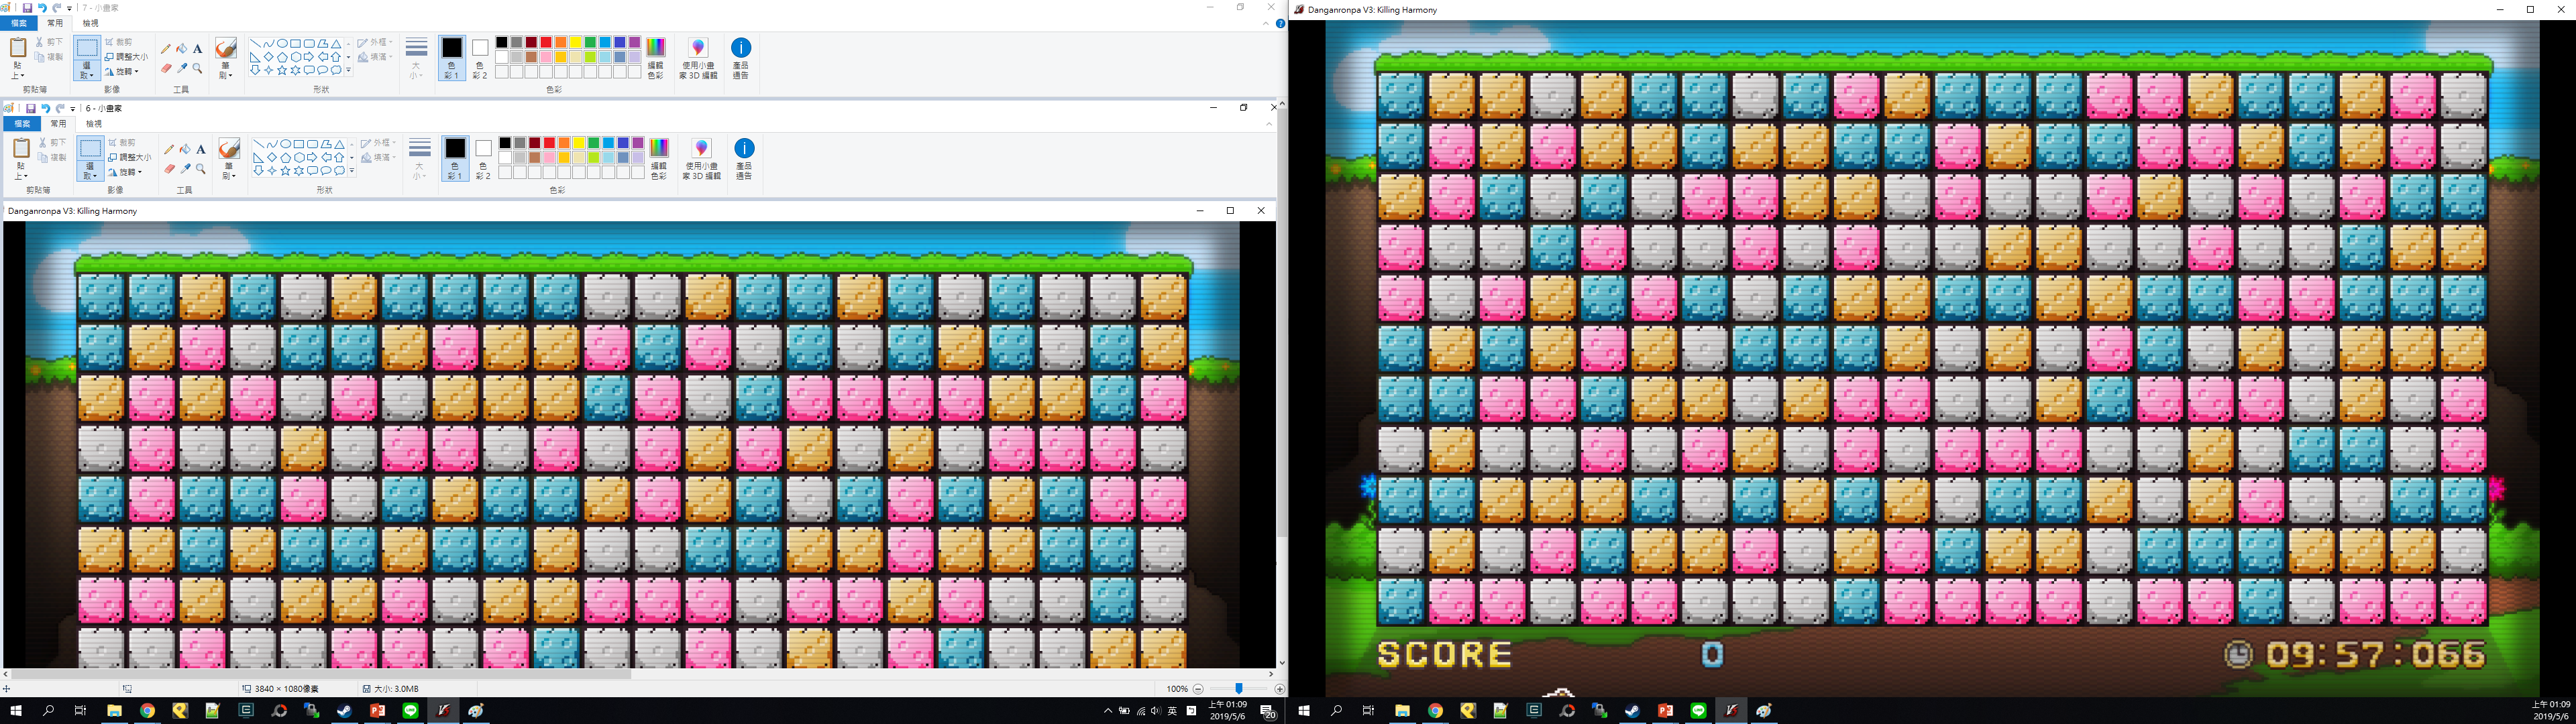 7 - 小畫家
檔案 常用 檢視
貼上
剪下
複製
剪貼簿
選取
裁剪
調整大小
旋轉
影像
A
工具
筆刷
外框
填滿
形狀
大小
色彩 1
色彩 2
編輯色彩
色彩
使用小畫家 3D 編輯
產品通告
6 - 小畫家
檔案 常用 檢視
貼上
剪下
複製
剪貼簿
選取
裁剪
調整大小
旋轉
影像
A
工具
筆刷
外框
填滿
形狀
大小
色彩 1
色彩 2
編輯色彩
色彩
使用小畫家 3D 編輯
產品通告
Danganronpa V3: Killing Harmony
3840 × 1080像素
大小: 3.0MB
100%
英
上午 01:09
2019/5/6
20
Danganronpa V3: Killing Harmony
SCORE 0 09:57:066
上午 01:09
2019/5/6